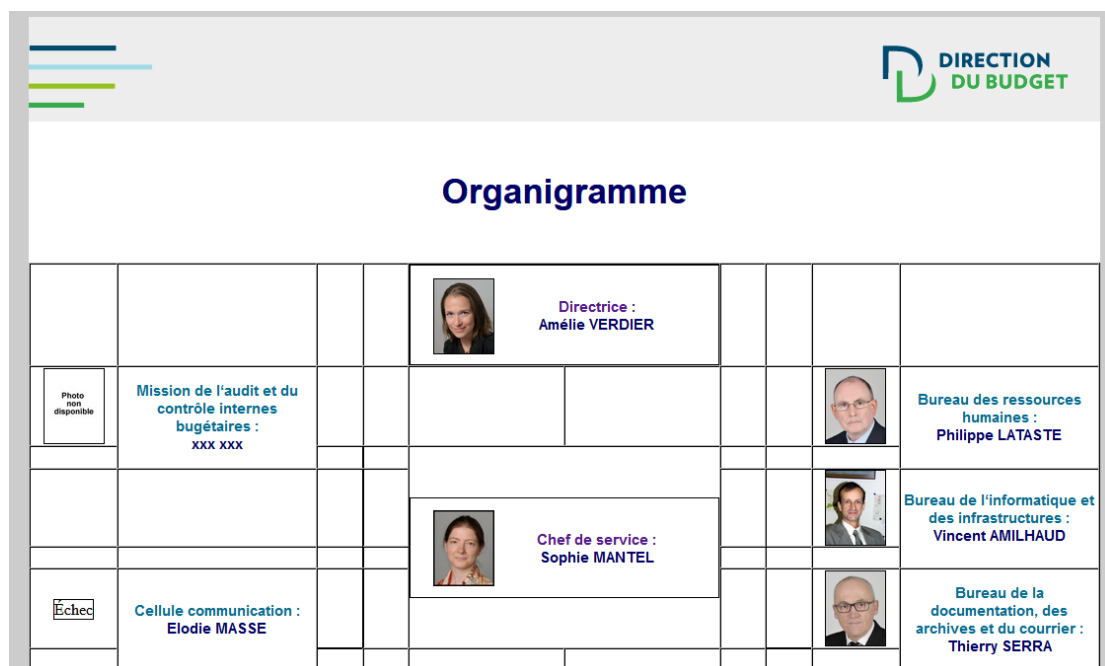 DIRECTION
DU BUDGET
Organigramme
Directrice :
Amélie VERDIER
Photo
non
disponible
Mission de l'audit et du
contrôle internes
bugétaires :
xxx xxx
Bureau des ressources
humaines :
Philippe LATASTE
Chef de service :
Sophie MANTEL
Bureau de l'informatique et
des infrastructures :
Vincent AMILHAUD
Échec
Cellule communication :
Elodie MASSE
Bureau de la
documentation, des
archives et du courrier :
Thierry SERRA